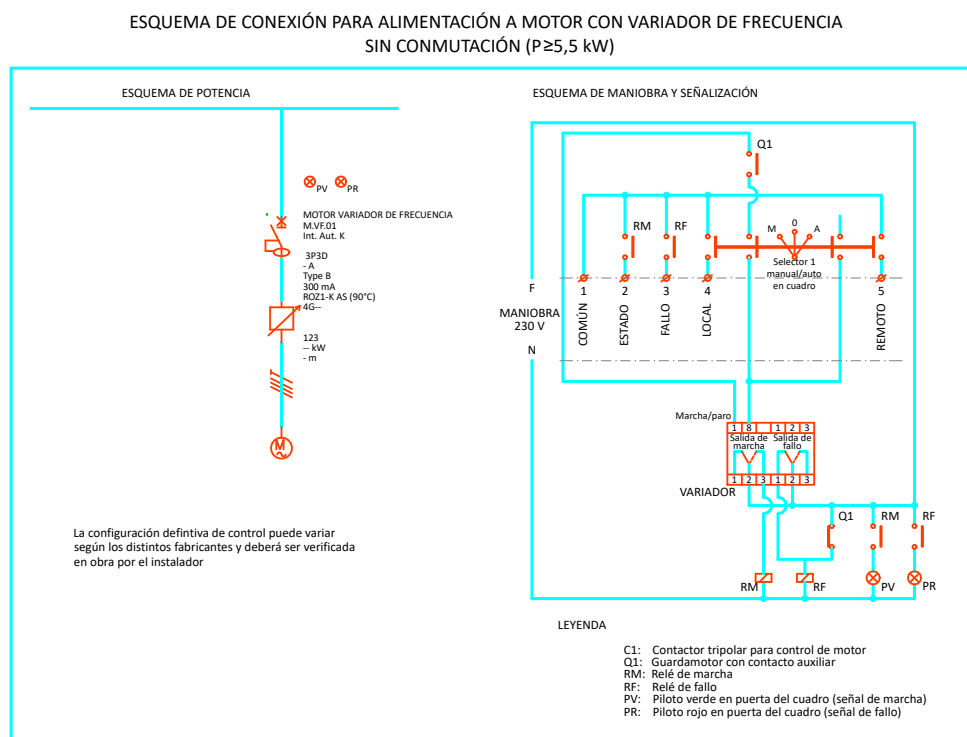 ESQUEMA DE CONEXIÓN PARA ALIMENTACIÓN A MOTOR CON VARIADOR DE FRECUENCIA
SIN CONMUTACIÓN (P≥5,5 kW)
ESQUEMA DE POTENCIA
PV
PR
MOTOR VARIADOR DE FRECUENCIA
M.VF.01
Int. Aut. K
3P3D
- A
Type B
300 mA
ROZ1-K AS (90°C)
4G--
123
-- kW
- m
M
La configuración defintiva de control puede variar
según los distintos fabricantes y deberá ser verificada
en obra por el instalador
ESQUEMA DE MANIOBRA Y SEÑALIZACIÓN
Q1
RM
RF
M
0
A
Selector 1
manual/auto
en cuadro
F
MANIOBRA
230 V
N
1
2
3
4
5
COMÚN
ESTADO
FALLO
LOCAL
REMOTO
Marcha/paro
1 8 1 2 3
Salida de
marcha
Salida de
fallo
1 2 3 1 2 3
VARIADOR
Q1
RM
RF
RM
RF
PV
PR
LEYENDA
C1: Contactor tripolar para control de motor
Q1: Guardamotor con contacto auxiliar
RM: Relé de marcha
RF: Relé de fallo
PV: Piloto verde en puerta del cuadro (señal de marcha)
PR: Piloto rojo en puerta del cuadro (señal de fallo)